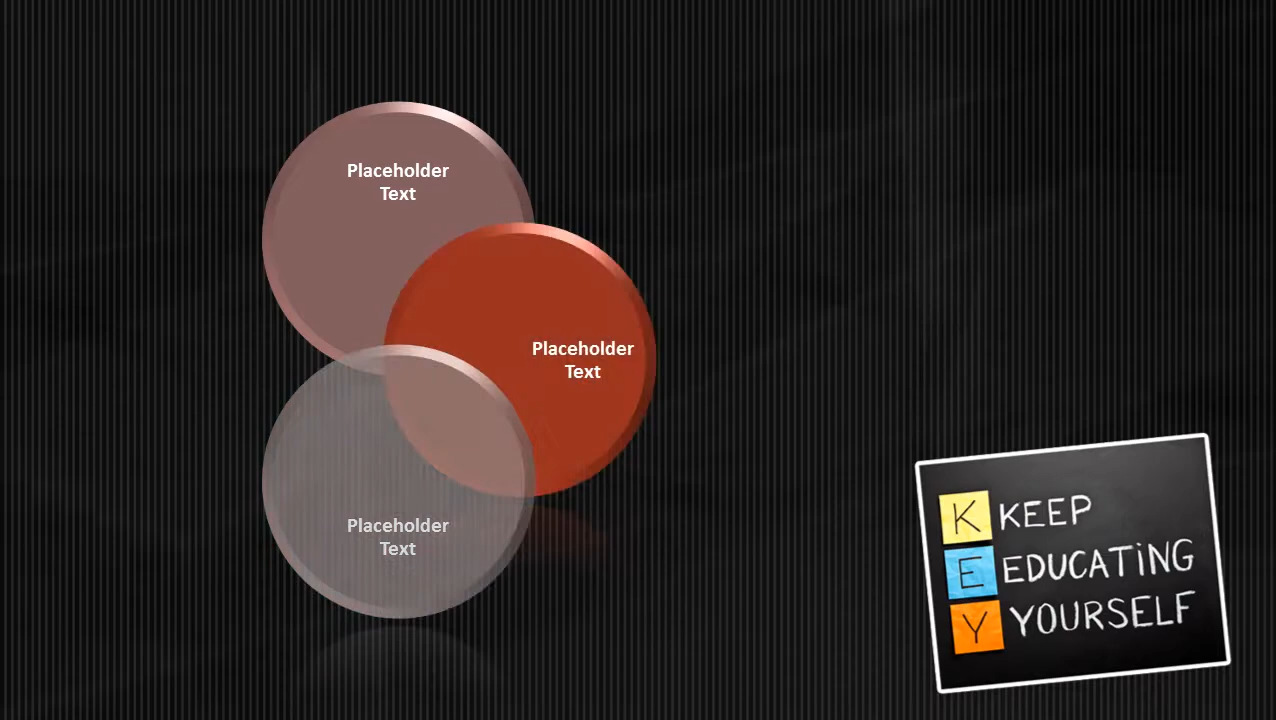 Placeholder
Text
Placeholder
Text
Placeholder
Text
K KEEP
E EDUCATiNG
Y YOURSELF